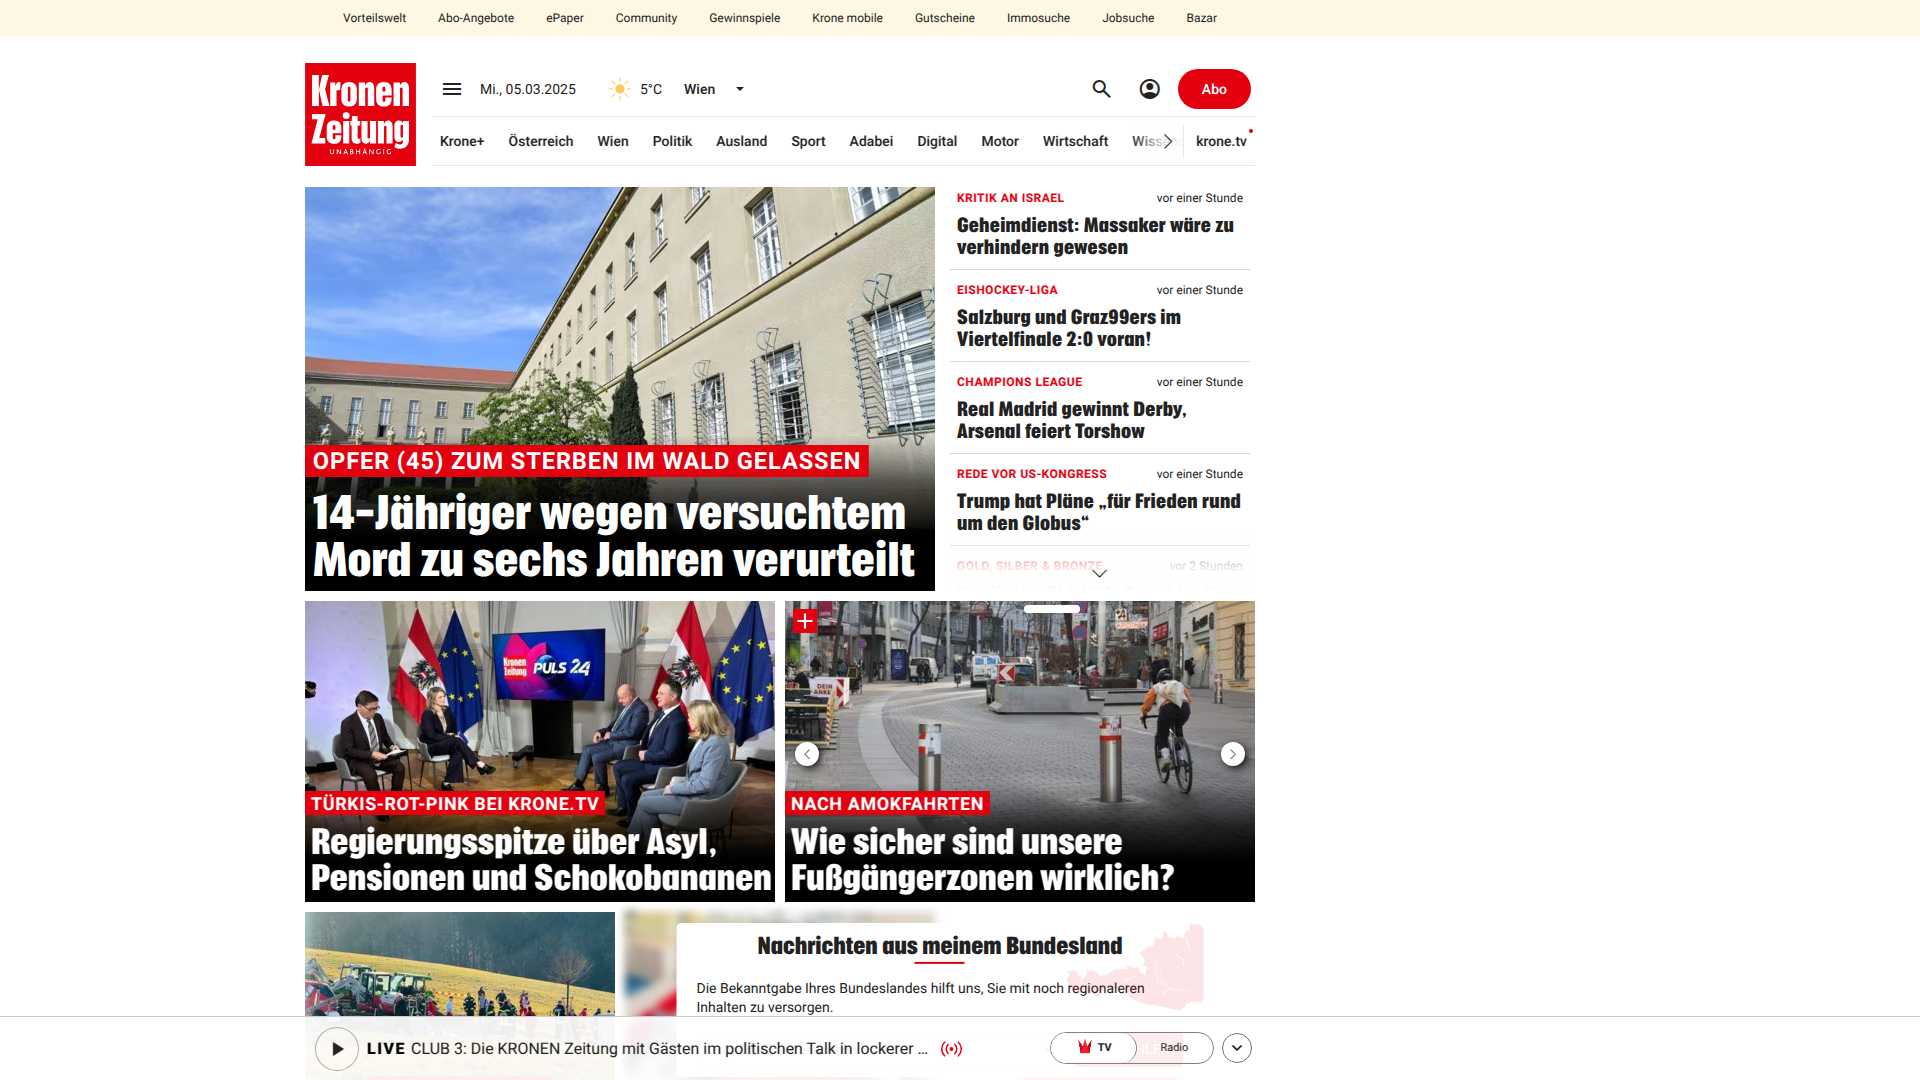 Vorteilswelt Abo-Angebote ePaper Community Gewinnspiele Krone mobile Gutscheine Immosuche Jobsuche Bazar
Kronen
Zeitung
UNABHÄNGIG
Mi., 05.03.2025 5°C Wien
Abo
Krone+ Österreich Wien Politik Ausland Sport Adabei Digital Motor Wirtschaft krone.tv
OPFER (45) ZUM STERBEN IM WALD GELASSEN
14-Jähriger wegen versuchtem
Mord zu sechs Jahren verurteilt
KRITIK AN ISRAEL vor einer Stunde
Geheimdienst: Massaker wäre zu
verhindern gewesen
EISHOCKEY-LIGA vor einer Stunde
Salzburg und Graz99ers im
Viertelfinale 2:0 voran!
CHAMPIONS LEAGUE vor einer Stunde
Real Madrid gewinnt Derby,
Arsenal feiert Torshow
REDE VOR US-KONGRESS vor einer Stunde
Trump hat Pläne „für Frieden rund
um den Globus“
GOLD, SILBER & BRONZE vor 2 Stunden
Kronen
Zeitung
PULS 24
TÜRKIS-ROT-PINK BEI KRONE.TV
Regierungsspitze über Asyl,
Pensionen und Schokobananen
DEIN
ANKE
NACH AMOKFAHRTEN
Wie sicher sind unsere
Fußgängerzonen wirklich?
Nachrichten aus meinem Bundesland
Die Bekanntgabe Ihres Bundeslandes hilft uns, Sie mit noch regionaleren
Inhalten zu versorgen.
LIVE CLUB 3: Die KRONEN Zeitung mit Gästen im politischen Talk in lockerer ...
TV Radio